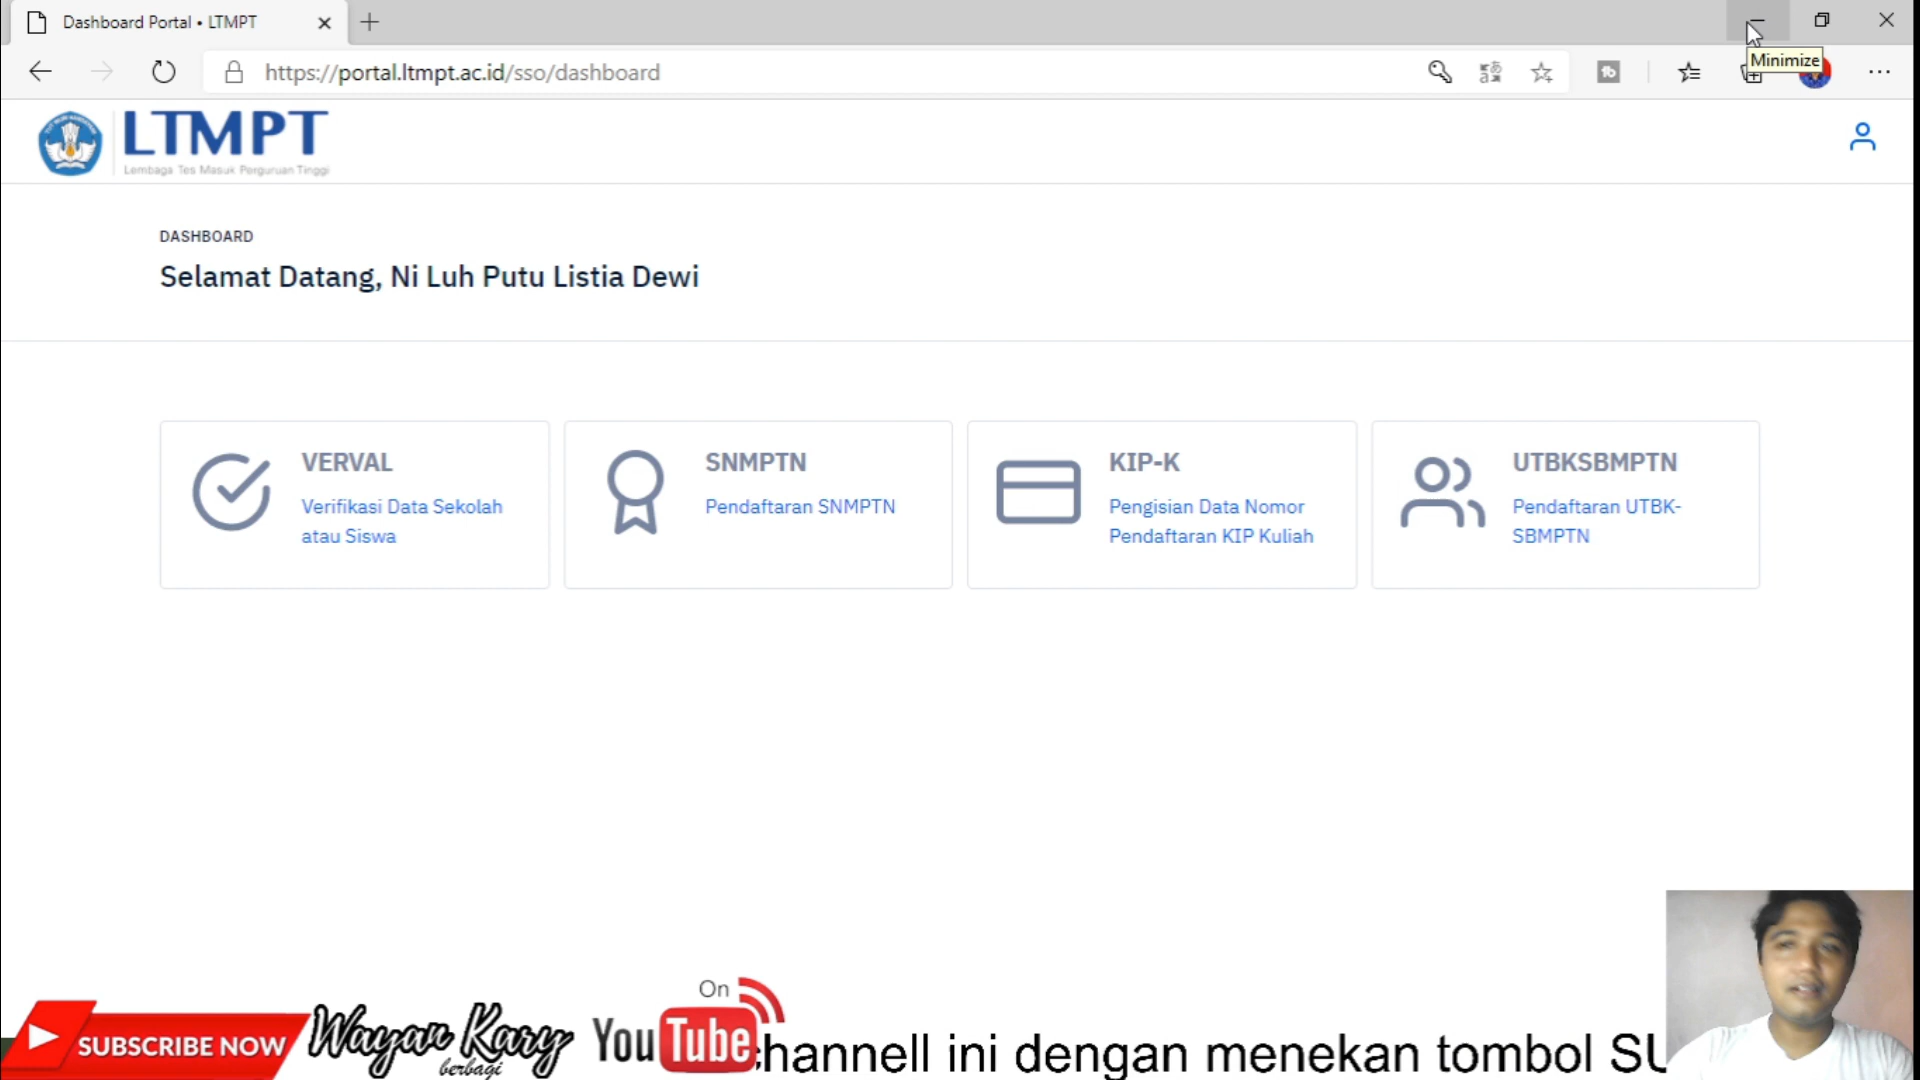 Dashboard Portal • LTMPT
Minimize
https://portal.ltmpt.ac.id/sso/dashboard
LTMPT
Lembaga Tes Masuk Perguruan Tinggi
DASHBOARD
Selamat Datang, Ni Luh Putu Listia Dewi
VERVAL
Verifikasi Data Sekolah
atau Siswa
SNMPTN
Pendaftaran SNMPTN
KIP-K
Pengisian Data Nomor
Pendaftaran KIP Kuliah
UTBKSBMPTN
Pendaftaran UTBK-
SBMPTN
SUBSCRIBE NOW
Wayan Kary
berbagi
On
YouTube
channell ini dengan menekan tombol SU